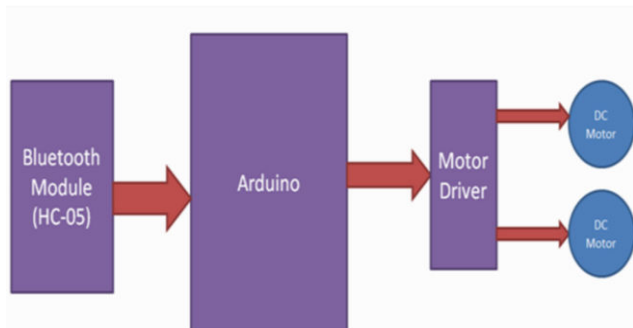 Bluetooth
Module
(HC-05)
Arduino
Motor
Driver
DC
Motor
DC
Motor